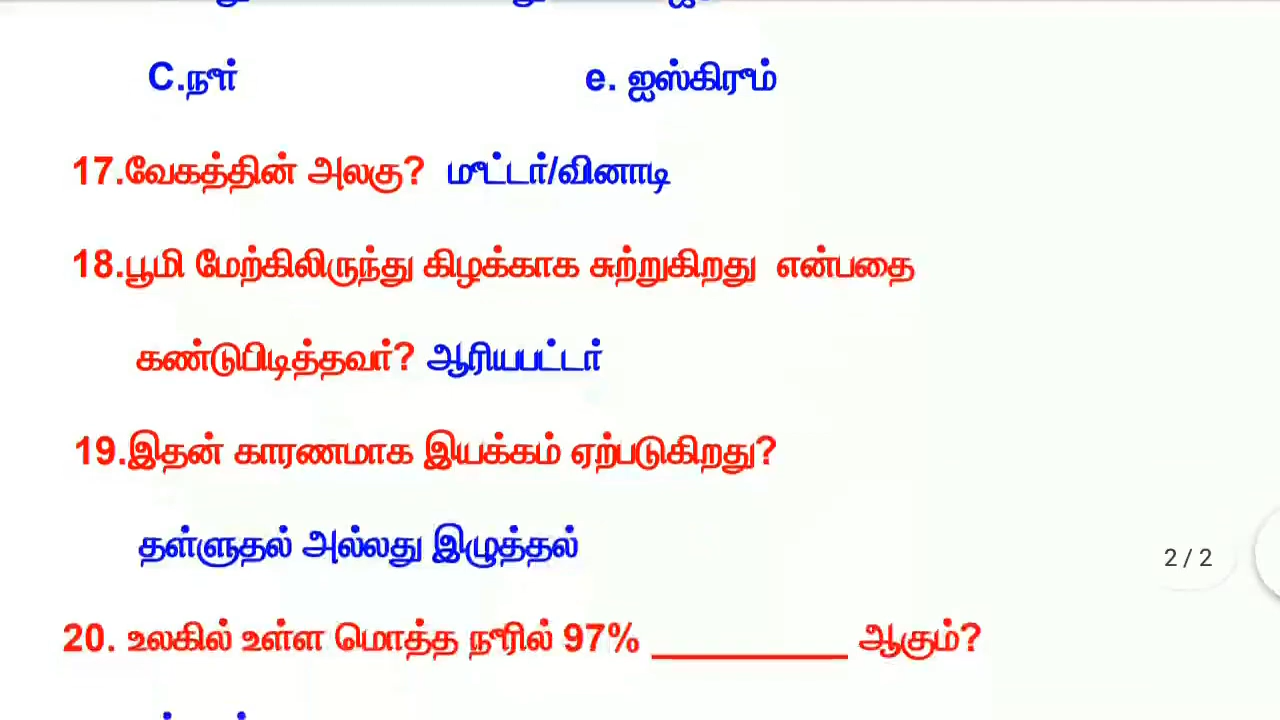 C.நீர் e. ஐஸ்கிரீம்
17.வேகத்தின் அலகு? மீட்டர்/வினாடி
18.பூமி மேற்கிலிருந்து கிழக்காக சுற்றுகிறது என்பதை
கண்டுபிடித்தவர்? ஆரியபட்டர்
19.இதன் காரணமாக இயக்கம் ஏற்படுகிறது?
தள்ளுதல் அல்லது இழுத்தல்
2 / 2
20. உலகில் உள்ள மொத்த நீரில் 97% __________ ஆகும்?